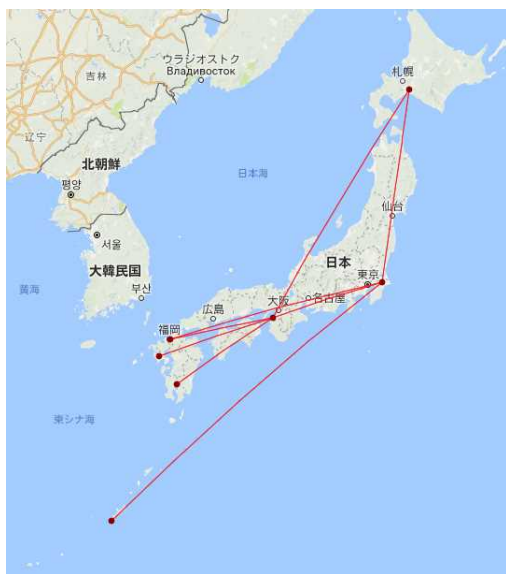 札幌
ウラジオストク
Владивосток
吉林
辽宁
北朝鮮
평양
日本海
仙台
서울
日本
東京
大韓民国
黄海
부산
大阪
名古屋
広島
福岡
東シナ海